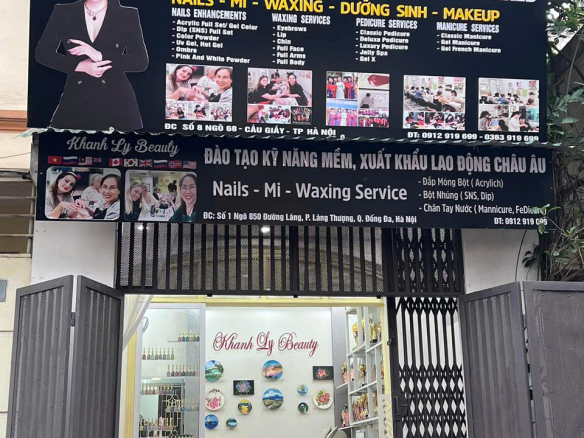 NAILS - MI - WAXING - DƯỠNG SINH - MAKEUP
NAILS ENHANCEMENTS
• Acrylic Full Set/ Gel Color
• Dip (SNS) Full Set
• Color Powder
• Uv Gel, Hot Gel
• Ombre
• Pink And White Powder
WAXING SERVICES
• Eyebrows
• Lip
• Chin
• Full Face
• Full Arms
• Full Body
PEDICURE SERVICES
• Classic Pedicure
• Deluxe Pedicure
• Luxury Pedicure
• Jelly Spa
• Gel X
MANICURE SERVICES
• Classic Manicure
• Gel Manicure
• Gel French Manicure
ĐC SỐ 8 NGÕ 68 - CẦU GIẤY - TP HÀ NỘI
ĐT: 0912 919 699 - 0363 919 699
Khanh Ly Beauty
ĐÀO TẠO KỸ NĂNG MỀM, XUẤT KHẨU LAO ĐỘNG CHÂU ÂU
Nails - Mi - Waxing Service
- Đắp Móng Bột ( Acrylich)
- Bột Nhúng ( SNS, Dip)
- Chân Tay Nước ( Mannicure, FeDicure
ĐC: Số 1 Ngõ 850 Đường Láng, P. Láng Thượng, Q. Đống Đa, Hà Nội
ĐT: 0912 919 699
Khanh Ly Beauty